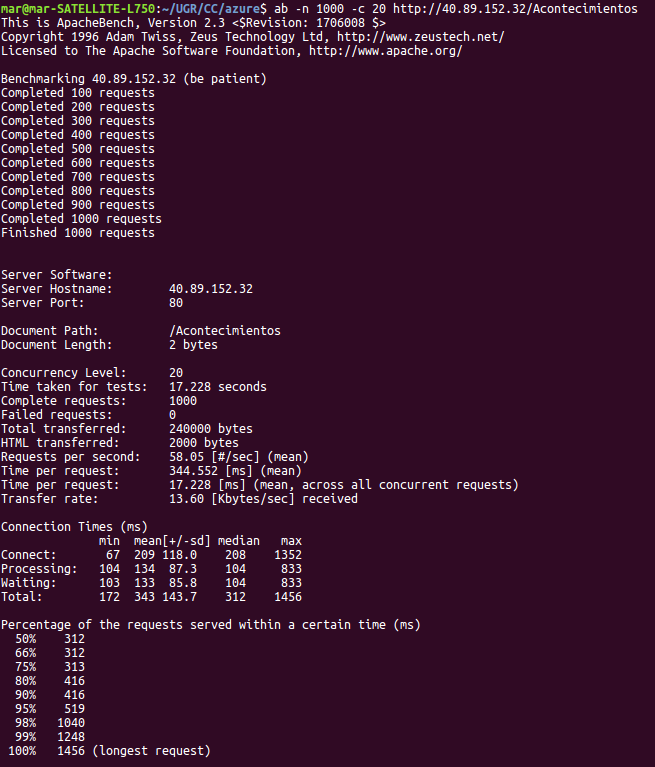 mar@mar-SATELLITE-L750:~/UGR/CC/azure$ ab -n 1000 -c 20 http://40.89.152.32/Acontecimientos
This is ApacheBench, Version 2.3 <$Revision: 1706008 $>
Copyright 1996 Adam Twiss, Zeus Technology Ltd, http://www.zeustech.net/
Licensed to The Apache Software Foundation, http://www.apache.org/

Benchmarking 40.89.152.32 (be patient)
Completed 100 requests
Completed 200 requests
Completed 300 requests
Completed 400 requests
Completed 500 requests
Completed 600 requests
Completed 700 requests
Completed 800 requests
Completed 900 requests
Completed 1000 requests
Finished 1000 requests


Server Software:
Server Hostname:        40.89.152.32
Server Port:            80

Document Path:          /Acontecimientos
Document Length:        2 bytes

Concurrency Level:      20
Time taken for tests:   17.228 seconds
Complete requests:      1000
Failed requests:        0
Total transferred:      240000 bytes
HTML transferred:       2000 bytes
Requests per second:    58.05 [#/sec] (mean)
Time per request:       344.552 [ms] (mean)
Time per request:       17.228 [ms] (mean, across all concurrent requests)
Transfer rate:          13.60 [Kbytes/sec] received

Connection Times (ms)
              min  mean[+/-sd] median   max
Connect:       67  209 118.0    208    1352
Processing:   104  134  87.3    104     833
Waiting:      103  133  85.8    104     833
Total:        172  343 143.7    312    1456

Percentage of the requests served within a certain time (ms)
  50%    312
  66%    312
  75%    313
  80%    416
  90%    416
  95%    519
  98%   1040
  99%   1248
 100%   1456 (longest request)